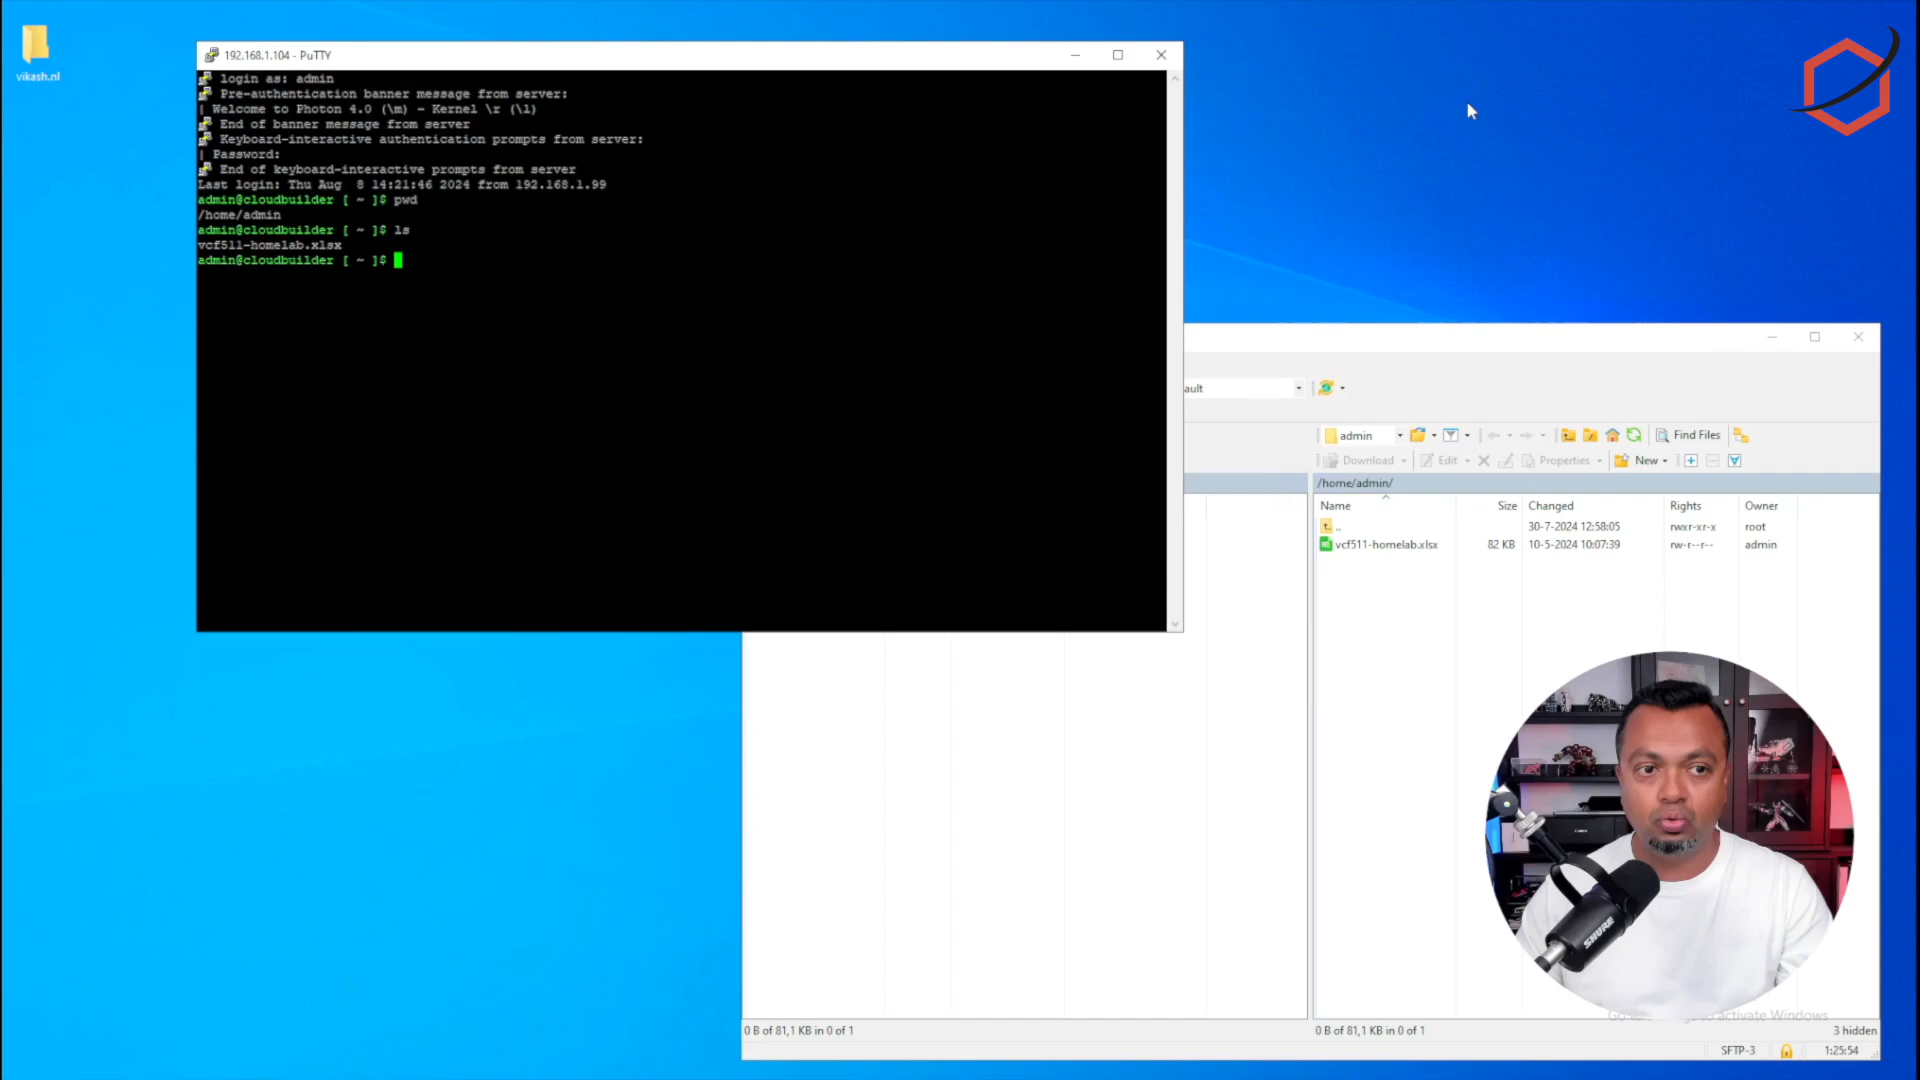 vikash.nl
192.168.1.104 - PuTTY
login as: admin
Pre-authentication banner message from server:
| Welcome to Photon 4.0 (\m) - Kernel \r (\l)
End of banner message from server
Keyboard-interactive authentication prompts from server:
| Password:
End of keyboard-interactive prompts from server
Last login: Thu Aug  8 14:21:46 2024 from 192.168.1.99
admin@cloudbuilder [ ~ ]$ pwd
/home/admin
admin@cloudbuilder [ ~ ]$ ls
vcf511-homelab.xlsx
admin@cloudbuilder [ ~ ]$
ault
admin
Find Files
Download
Edit
Properties
New
/home/admin/
Name Size Changed Rights Owner
.. 30-7-2024 12:58:05 rwxr-xr-x root
vcf511-homelab.xlsx 82 KB 10-5-2024 10:07:39 rw-r--r-- admin
SHURE
activate Windows.
0 B of 81,1 KB in 0 of 1
0 B of 81,1 KB in 0 of 1
3 hidden
SFTP-3
1:25:54